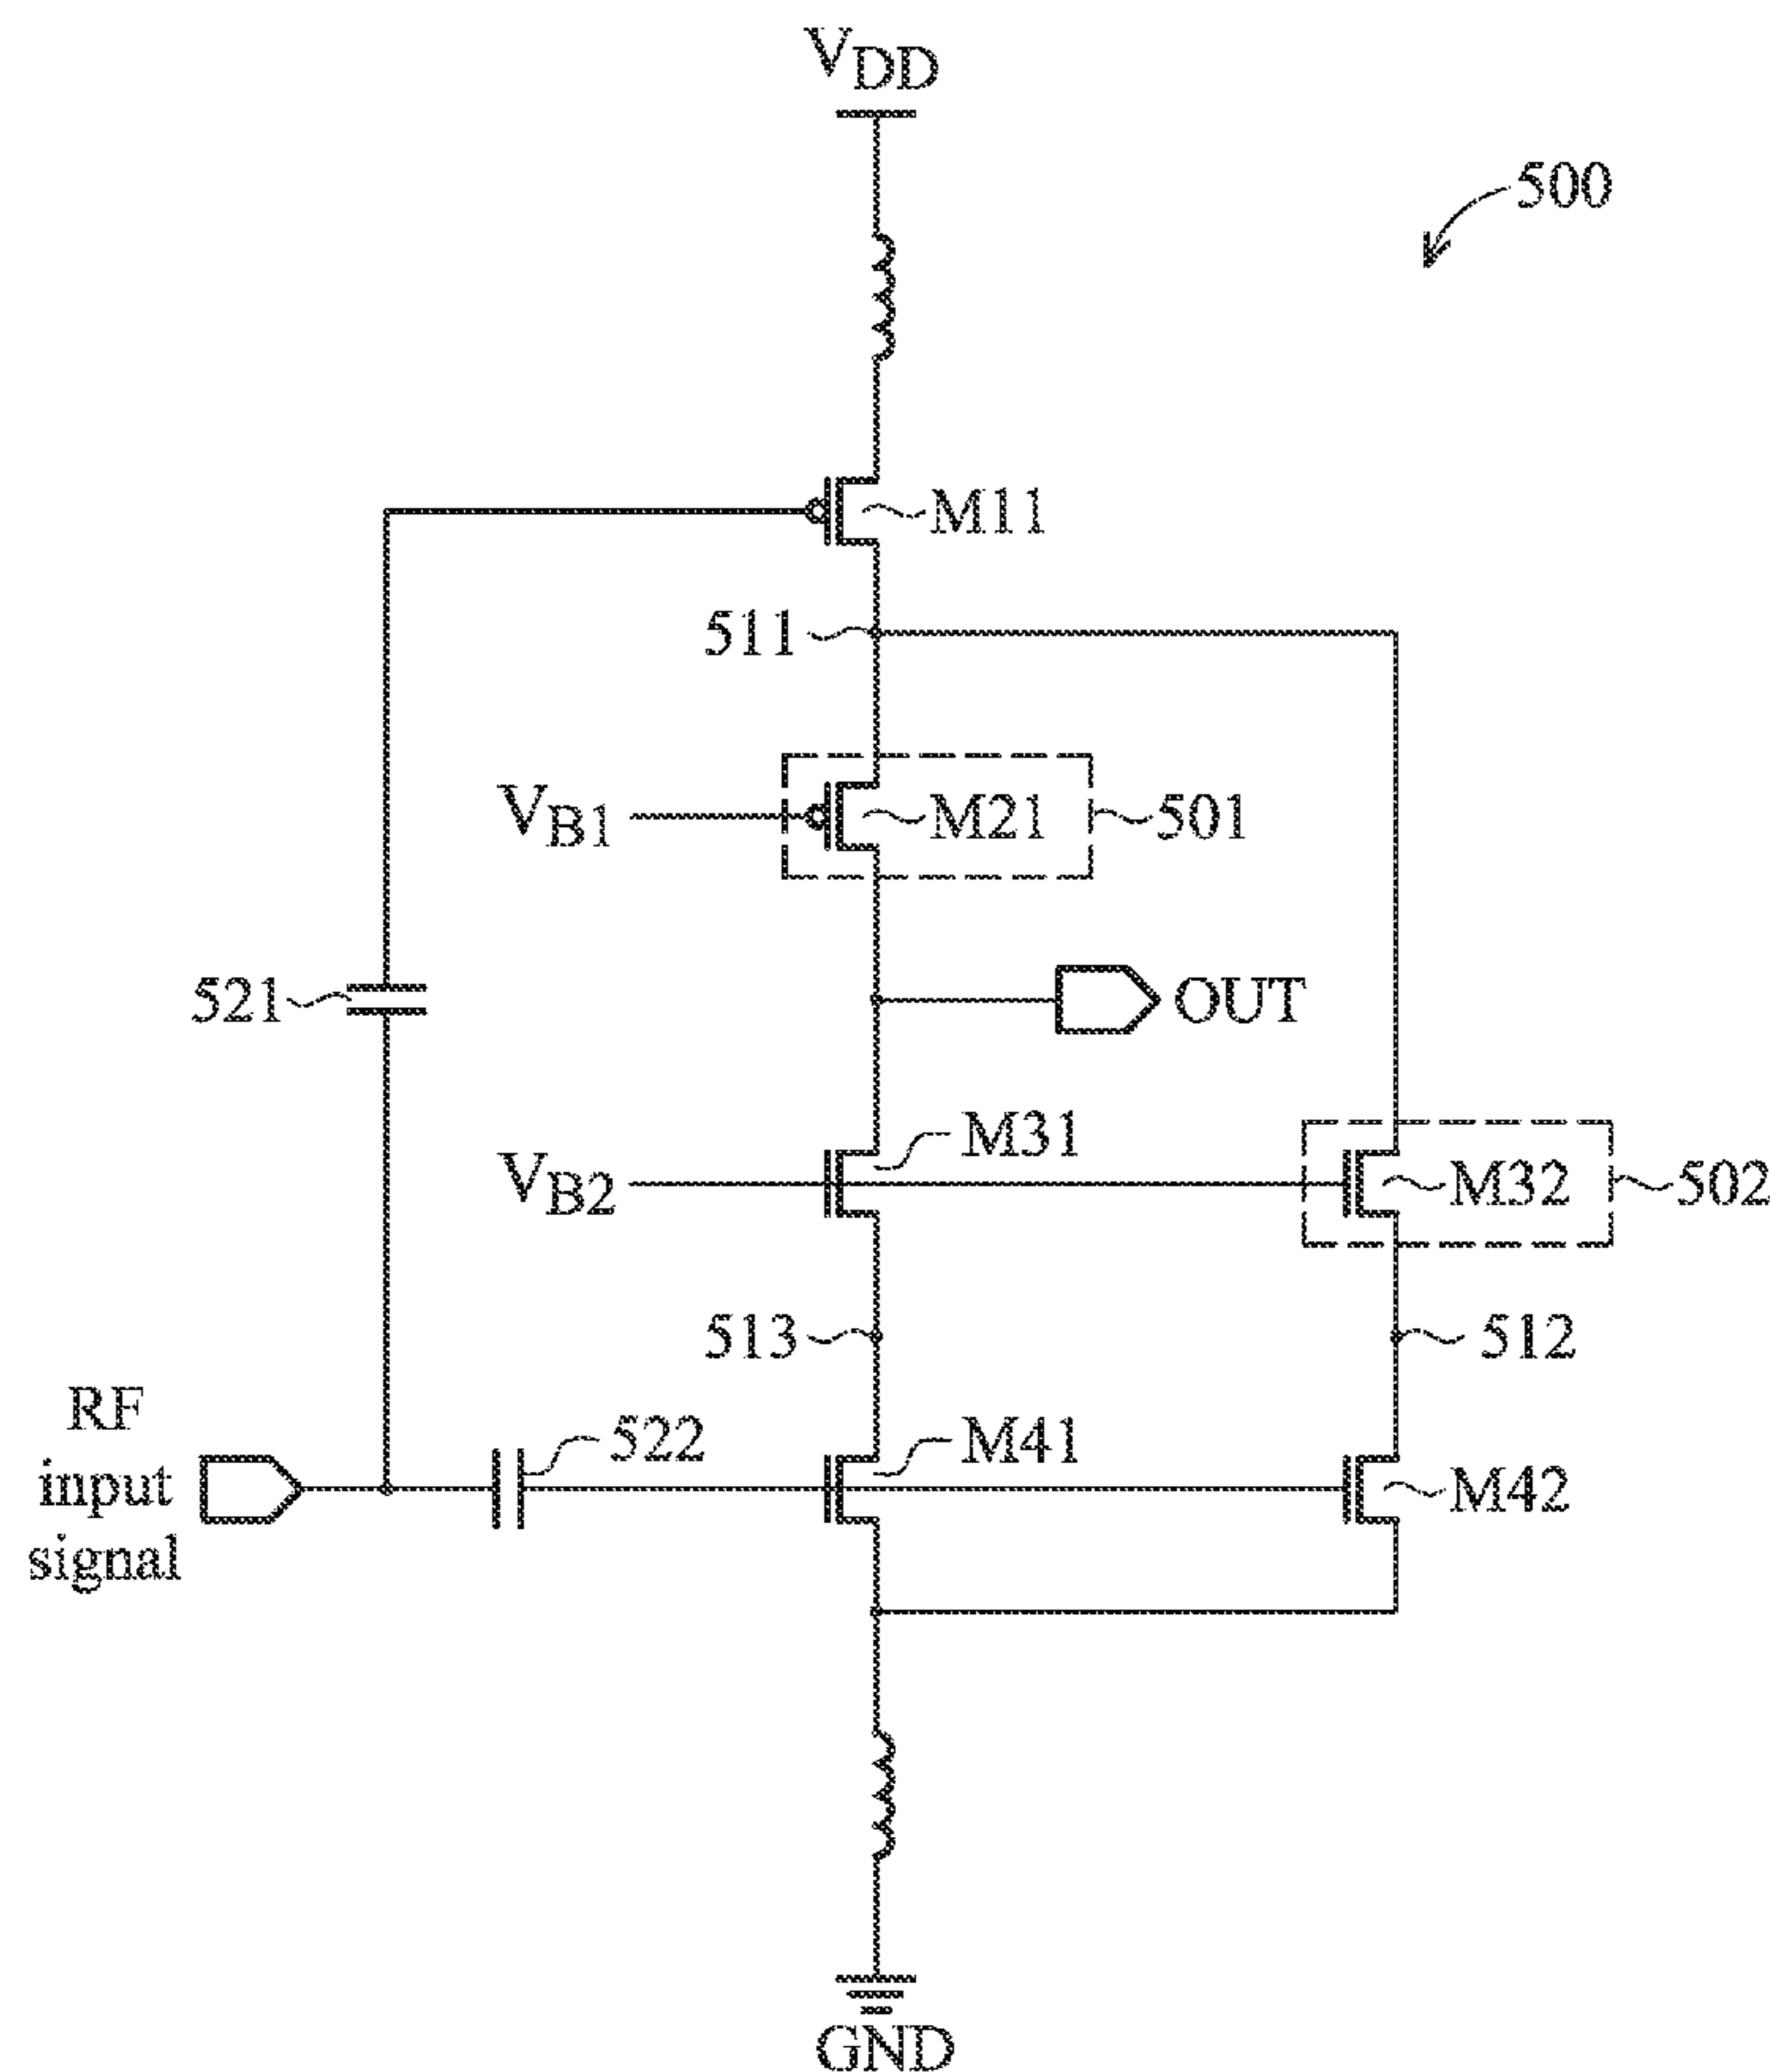 VDD
500
M11
511
VB1
M21
501
521
OUT
M31
VB2
M32
502
513
512
RF
input
signal
522
M41
M42
GND